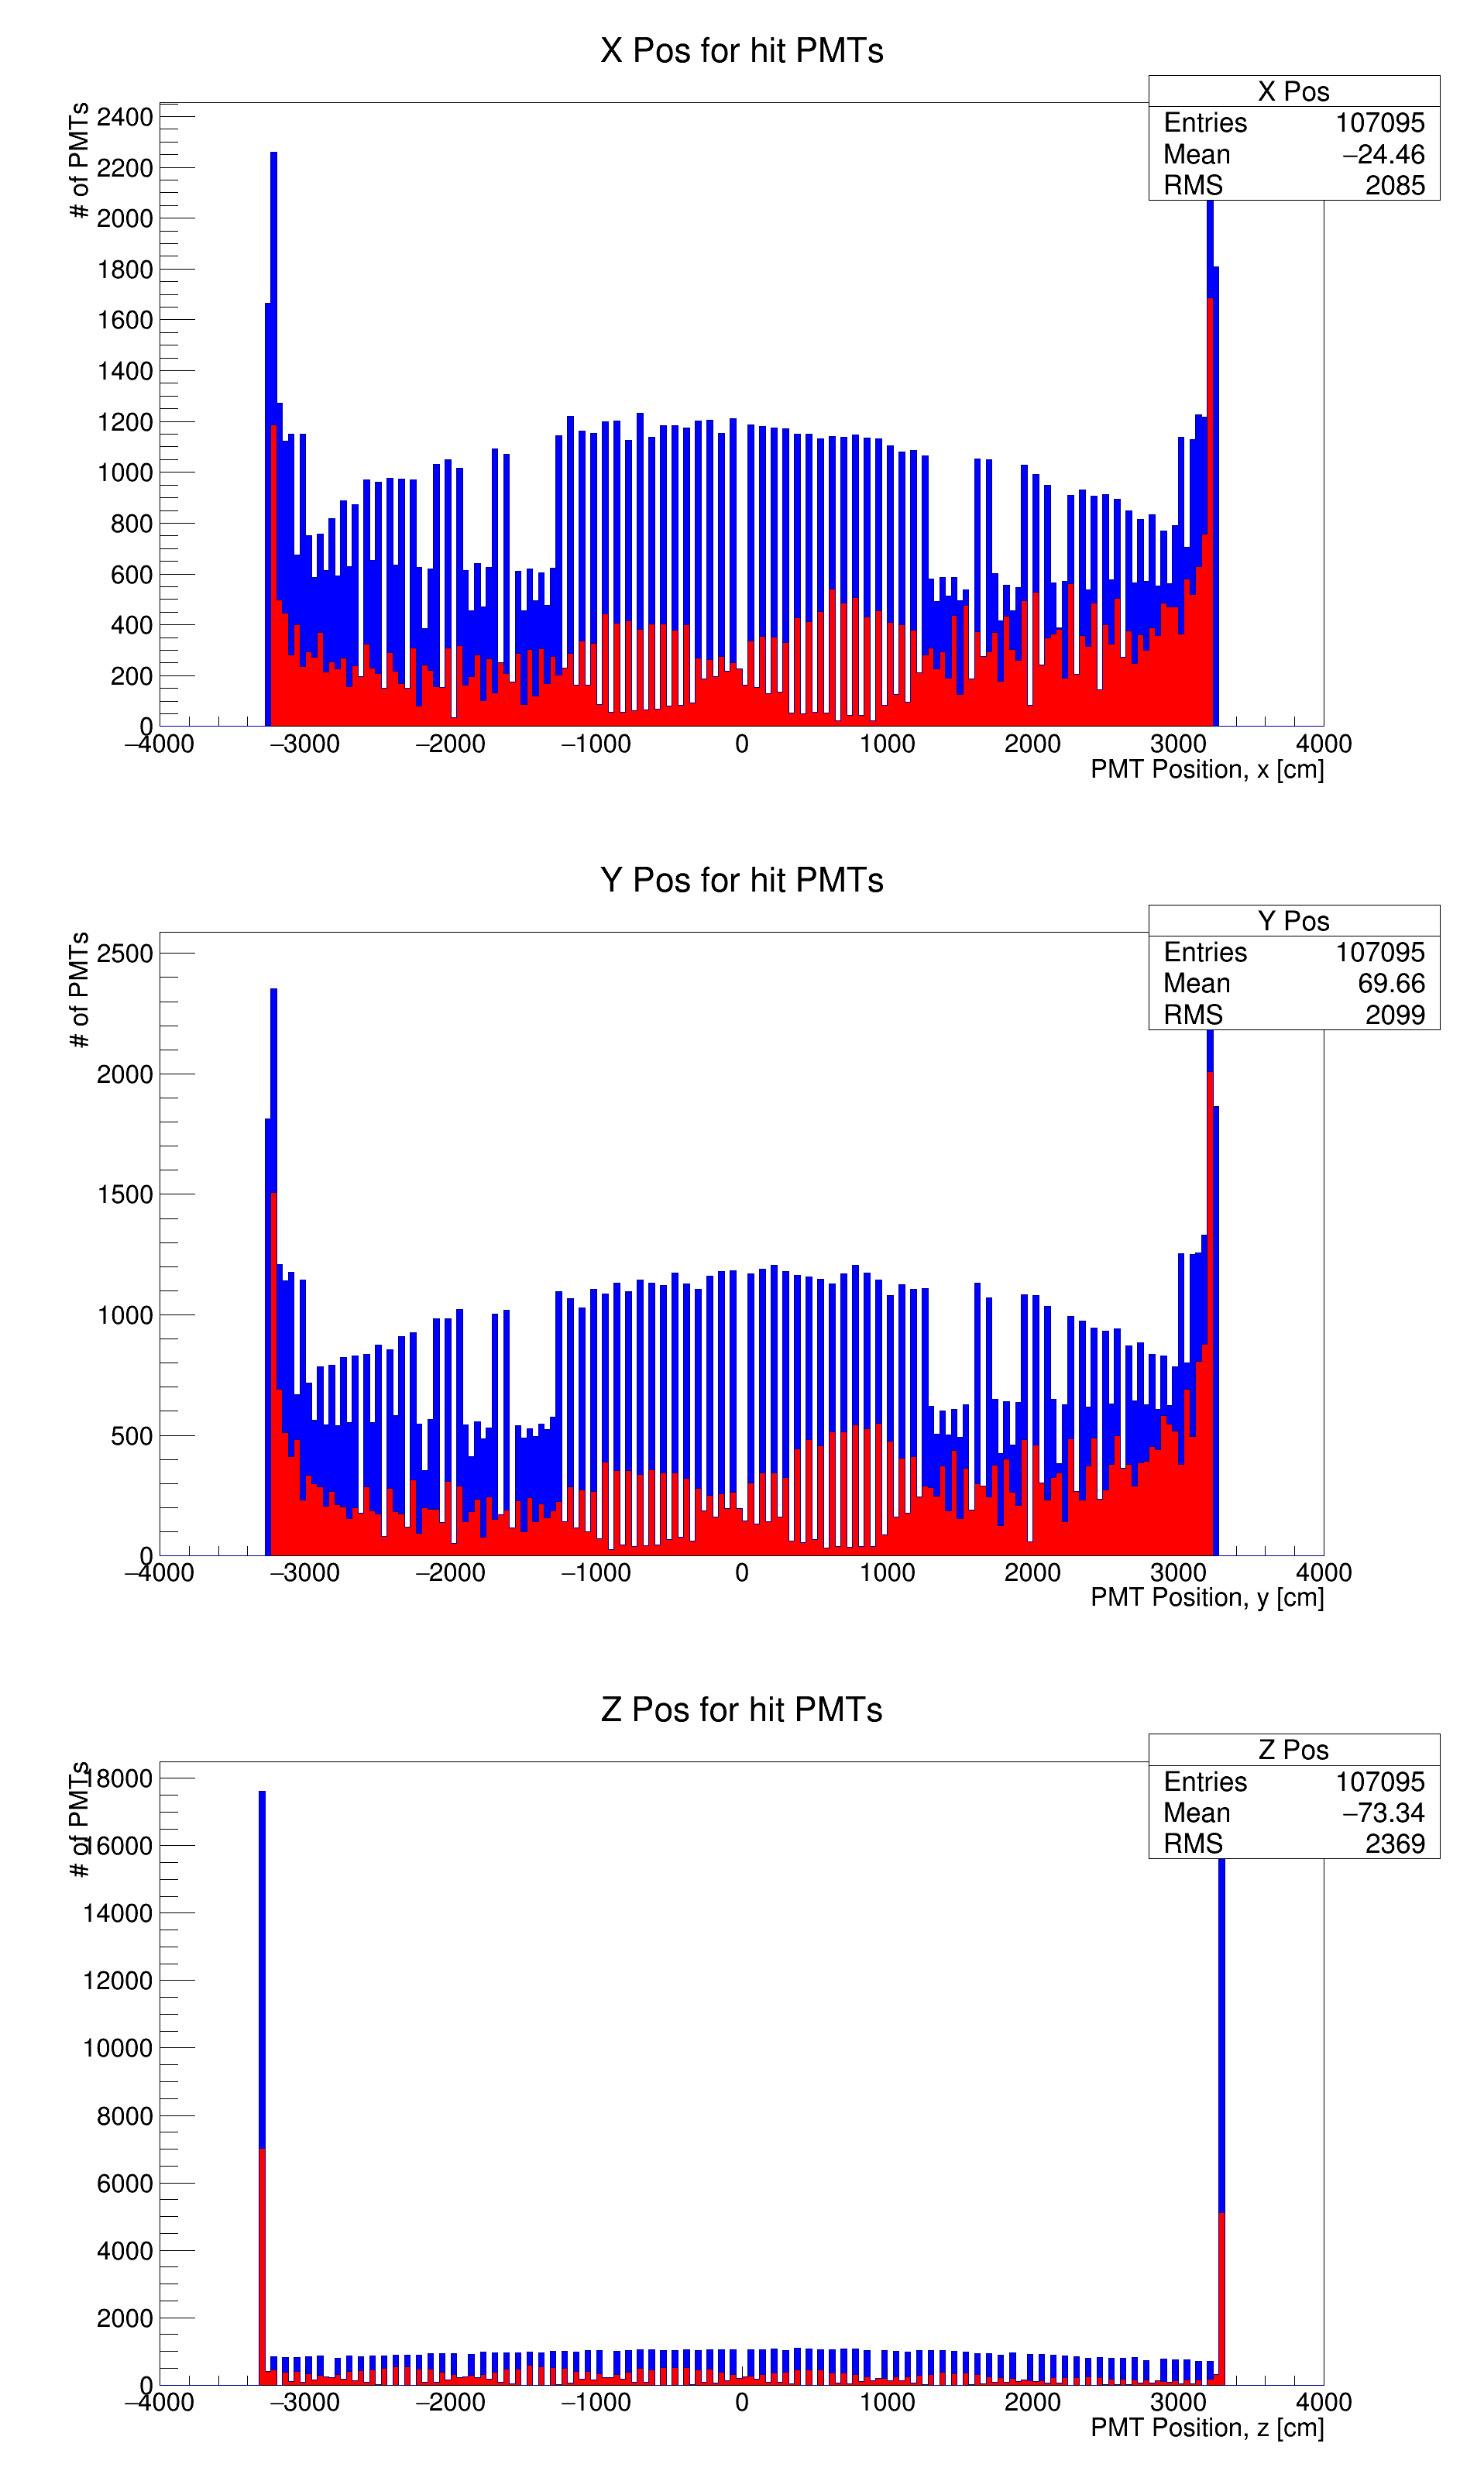 X Pos for hit PMTs
# of PMTs
X Pos
Entries 107095
Mean −24.46
RMS 2085
2400
2200
2000
1800
1600
1400
1200
1000
800
600
400
200
0
−4000 −3000 −2000 −1000 0 1000 2000 3000 4000
PMT Position, x [cm]
Y Pos for hit PMTs
# of PMTs
Y Pos
Entries 107095
Mean 69.66
RMS 2099
2500
2000
1500
1000
500
0
−4000 −3000 −2000 −1000 0 1000 2000 3000 4000
PMT Position, y [cm]
Z Pos for hit PMTs
# of PMTs
Z Pos
Entries 107095
Mean −73.34
RMS 2369
18000
16000
14000
12000
10000
8000
6000
4000
2000
0
−4000 −3000 −2000 −1000 0 1000 2000 3000 4000
PMT Position, z [cm]